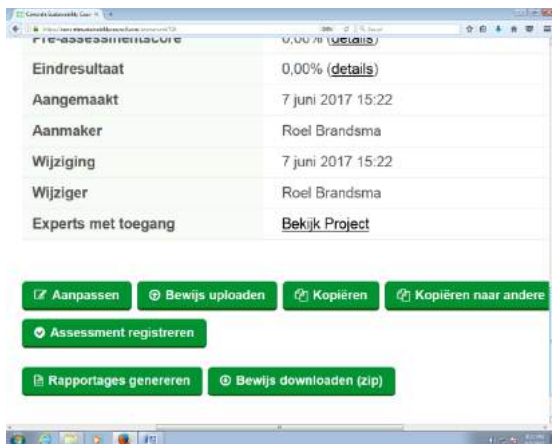 Pre-assessmentscore 0,00% (details)
Eindresultaat 0,00% (details)
Aangemaakt 7 juni 2017 15:22
Aanmaker Roel Brandsma
Wijziging 7 juni 2017 15:22
Wijziger Roel Brandsma
Experts met toegang Bekijk Project
Aanpassen Bewijs uploaden Kopiëren Kopiëren naar andere
Assessment registreren
Rapportages genereren Bewijs downloaden (zip)